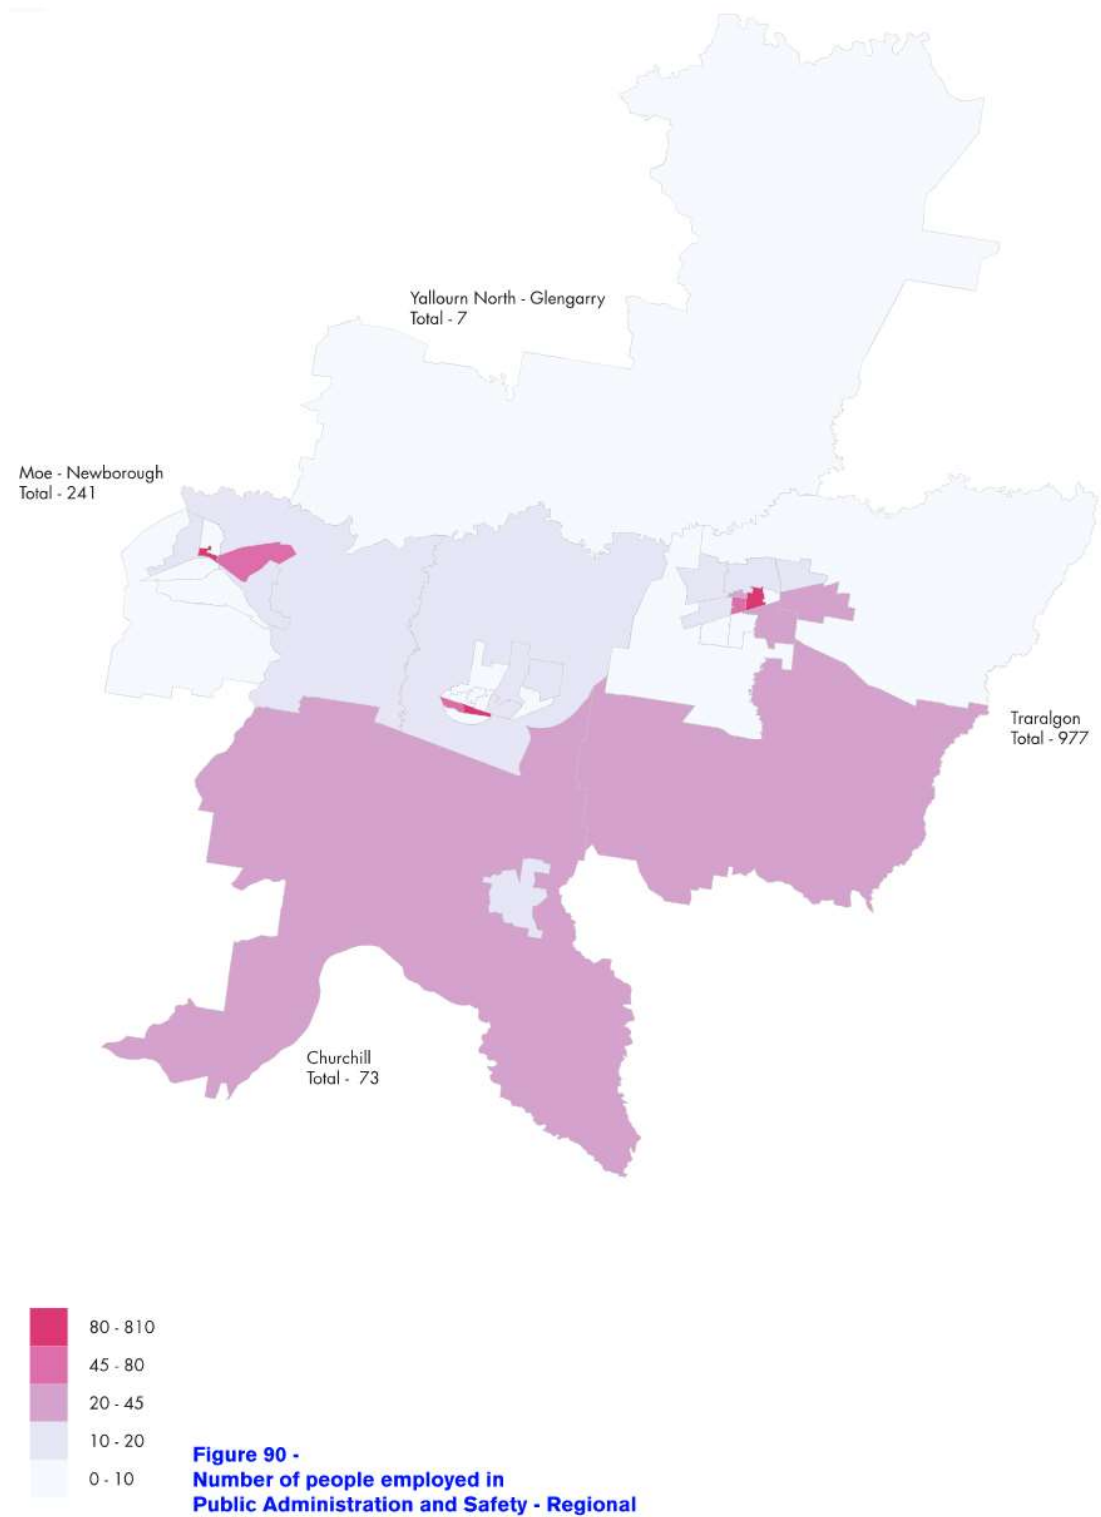 Yallourn North - Glengarry
Total - 7
Moe - Newborough
Total - 241
Traralgon
Total - 977
Churchill
Total - 73
80 - 810
45 - 80
20 - 45
10 - 20
0 - 10
Figure 90 -
Number of people employed in
Public Administration and Safety - Regional